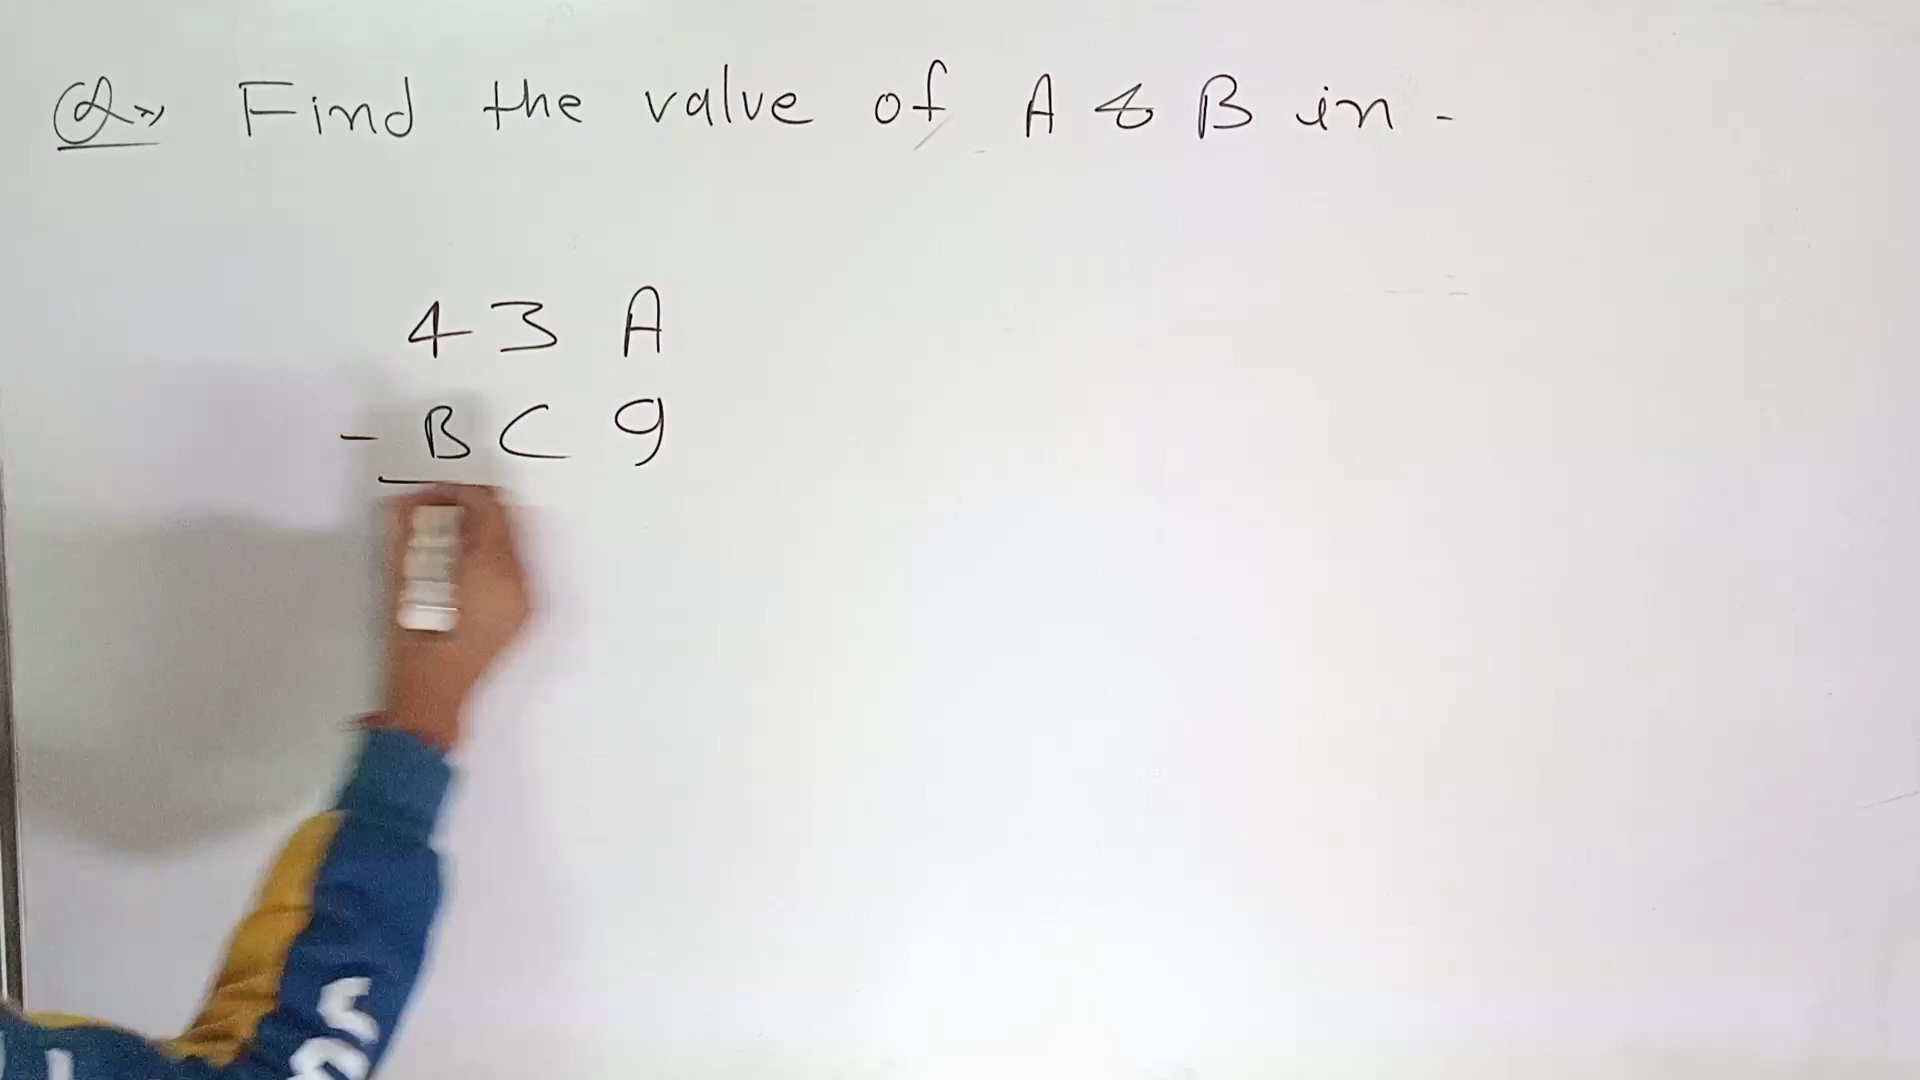 Q⇒ Find the value of A & B in -
4 3 A
- B C 9